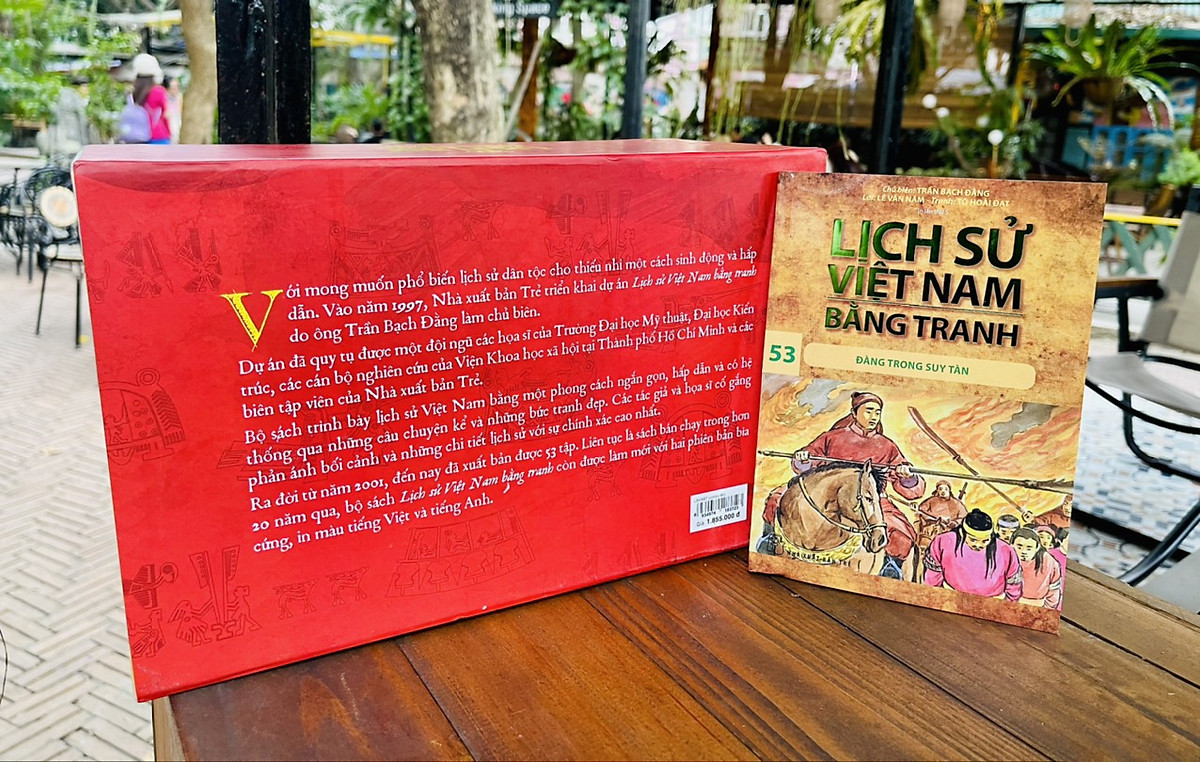 Với mong muốn phổ biến lịch sử dân tộc cho thiếu nhi một cách sinh động và hấp
dẫn. Vào năm 1997, Nhà xuất bản Trẻ triển khai dự án Lịch sử Việt Nam bằng tranh
do ông Trần Bạch Đằng làm chủ biên.
Dự án đã quy tụ được một đội ngũ các họa sĩ của Trường Đại học Mỹ thuật, Đại học Kiến
trúc, các cán bộ nghiên cứu của Viện Khoa học xã hội tại Thành phố Hồ Chí Minh và các
biên tập viên của Nhà xuất bản Trẻ.
Bộ sách trình bày lịch sử Việt Nam bằng một phong cách ngắn gọn, hấp dẫn và có hệ
thống qua những câu chuyện kể và những bức tranh đẹp. Các tác giả và họa sĩ cố gắng
phản ánh bối cảnh và những chi tiết lịch sử với sự chính xác cao nhất.
Ra đời từ năm 2001, đến nay đã xuất bản được 53 tập. Liên tục là sách bán chạy trong hơn
20 năm qua, bộ sách Lịch sử Việt Nam bằng tranh còn được làm mới với hai phiên bản bìa
cứng, in màu tiếng Việt và tiếng Anh.
Giá: 1.855.000 đ
Chủ biên: TRẦN BẠCH ĐẰNG
Lời: LÊ VĂN NĂM - Tranh: TÔ HOÀI ĐẠT
LỊCH SỬ
VIỆT NAM
BẰNG TRANH
53
ĐÀNG TRONG SUY TÀN